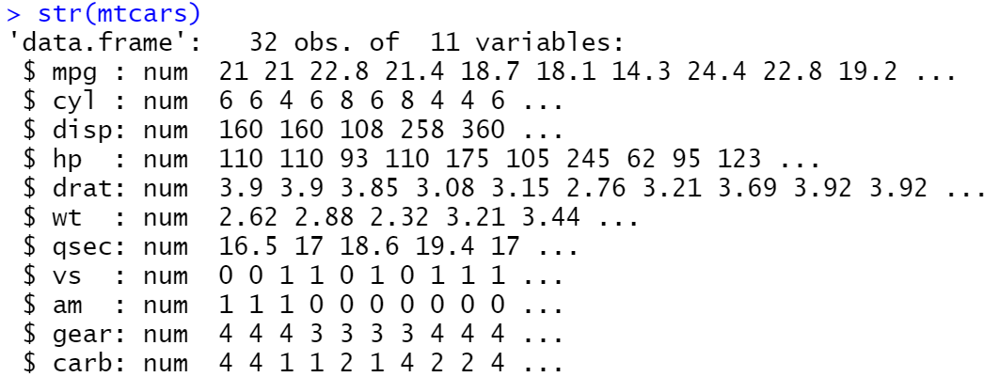 > str(mtcars)
'data.frame':   32 obs. of  11 variables:
 $ mpg : num  21 21 22.8 21.4 18.7 18.1 14.3 24.4 22.8 19.2 ...
 $ cyl : num  6 6 4 6 8 6 8 4 4 6 ...
 $ disp: num  160 160 108 258 360 ...
 $ hp  : num  110 110 93 110 175 105 245 62 95 123 ...
 $ drat: num  3.9 3.9 3.85 3.08 3.15 2.76 3.21 3.69 3.92 3.92 ...
 $ wt  : num  2.62 2.88 2.32 3.21 3.44 ...
 $ qsec: num  16.5 17 18.6 19.4 17 ...
 $ vs  : num  0 0 1 1 0 1 0 1 1 1 ...
 $ am  : num  1 1 1 0 0 0 0 0 0 0 ...
 $ gear: num  4 4 4 3 3 3 3 4 4 4 ...
 $ carb: num  4 4 1 1 2 1 4 2 2 4 ...